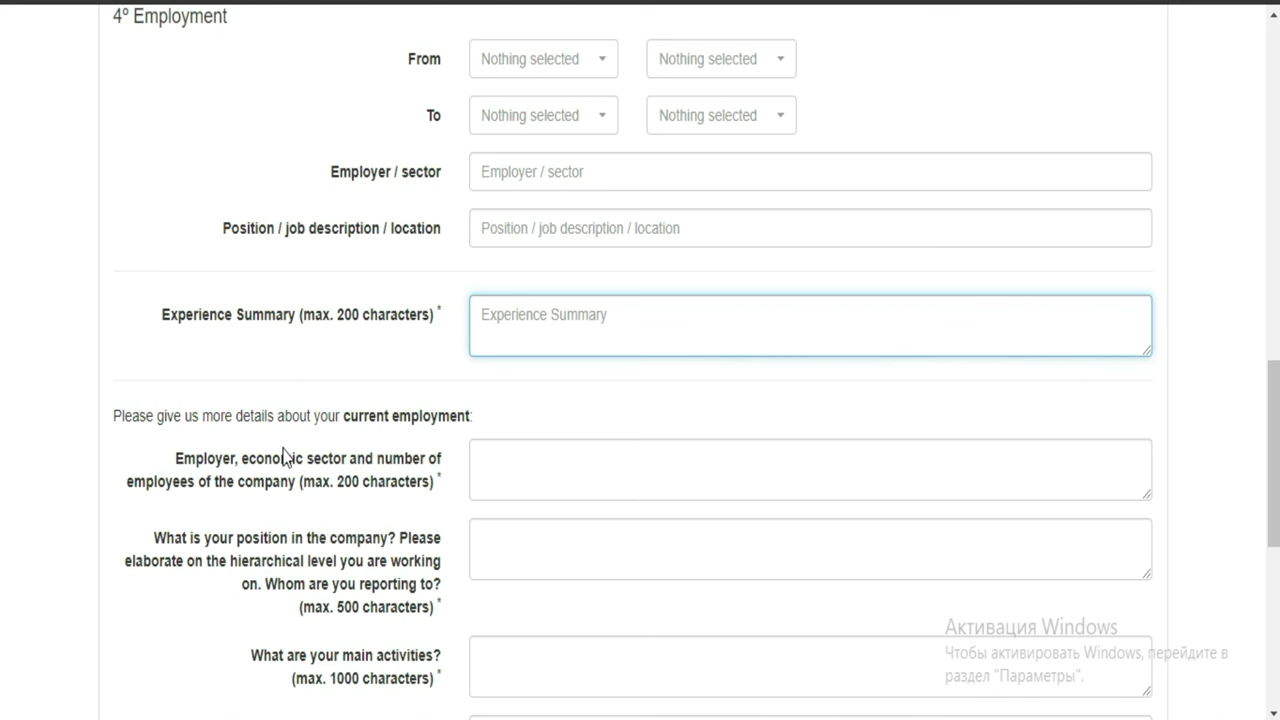 4º Employment
From Nothing selected Nothing selected
To Nothing selected Nothing selected
Employer / sector Employer / sector
Position / job description / location Position / job description / location
Experience Summary (max. 200 characters) * Experience Summary
Please give us more details about your current employment:
Employer, economic sector and number of
employees of the company (max. 200 characters) *
What is your position in the company? Please
elaborate on the hierarchical level you are working
on. Whom are you reporting to?
(max. 500 characters) *
What are your main activities?
(max. 1000 characters) *
Активация Windows
Чтобы активировать Windows, перейдите в
раздел "Параметры".